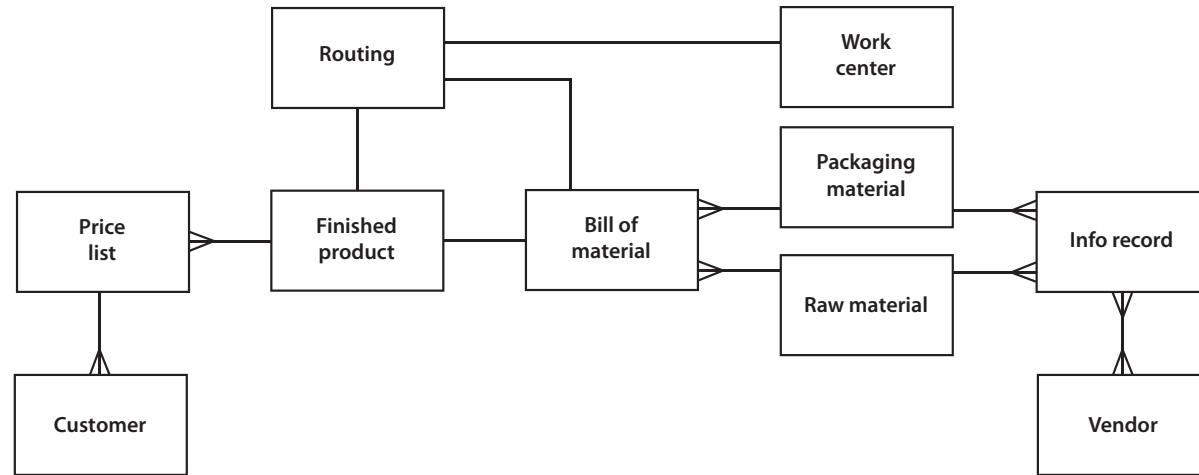 Routing
Work
center
Packaging
material
Price
list
Finished
product
Bill of
material
Info record
Raw material
Customer
Vendor